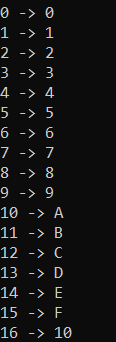 0 -> 0
1 -> 1
2 -> 2
3 -> 3
4 -> 4
5 -> 5
6 -> 6
7 -> 7
8 -> 8
9 -> 9
10 -> A
11 -> B
12 -> C
13 -> D
14 -> E
15 -> F
16 -> 10